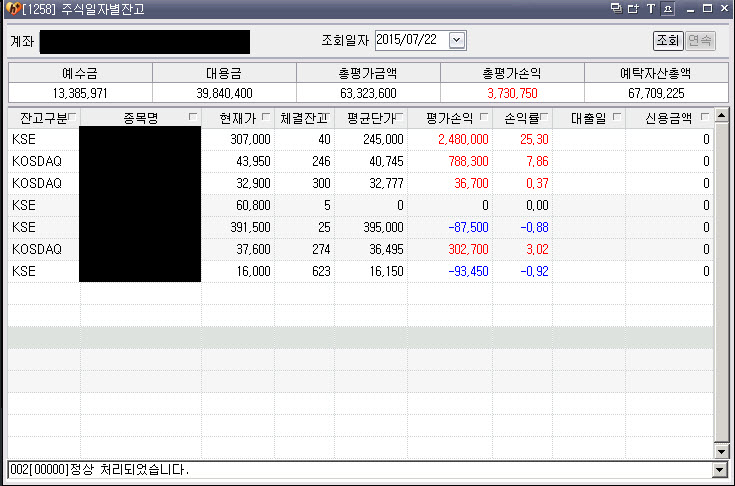 [1258] 주식일자별잔고
계좌 조회일자 2015/07/22 조회 연속
예수금 대용금 총평가금액 총평가손익 예탁자산총액
13,385,971 39,840,400 63,323,600 3,730,750 67,709,225
잔고구분 종목명 현재가 체결잔고 평균단가 평가손익 손익률 대출일 신용금액
KSE 307,000 40 245,000 2,480,000 25,30 0
KOSDAQ 43,950 246 40,745 788,300 7,86 0
KOSDAQ 32,900 300 32,777 36,700 0,37 0
KSE 60,800 5 0 0 0,00 0
KSE 391,500 25 395,000 -87,500 -0,88 0
KOSDAQ 37,600 274 36,495 302,700 3,02 0
KSE 16,000 623 16,150 -93,450 -0,92 0
002[00000]정상 처리되었습니다.